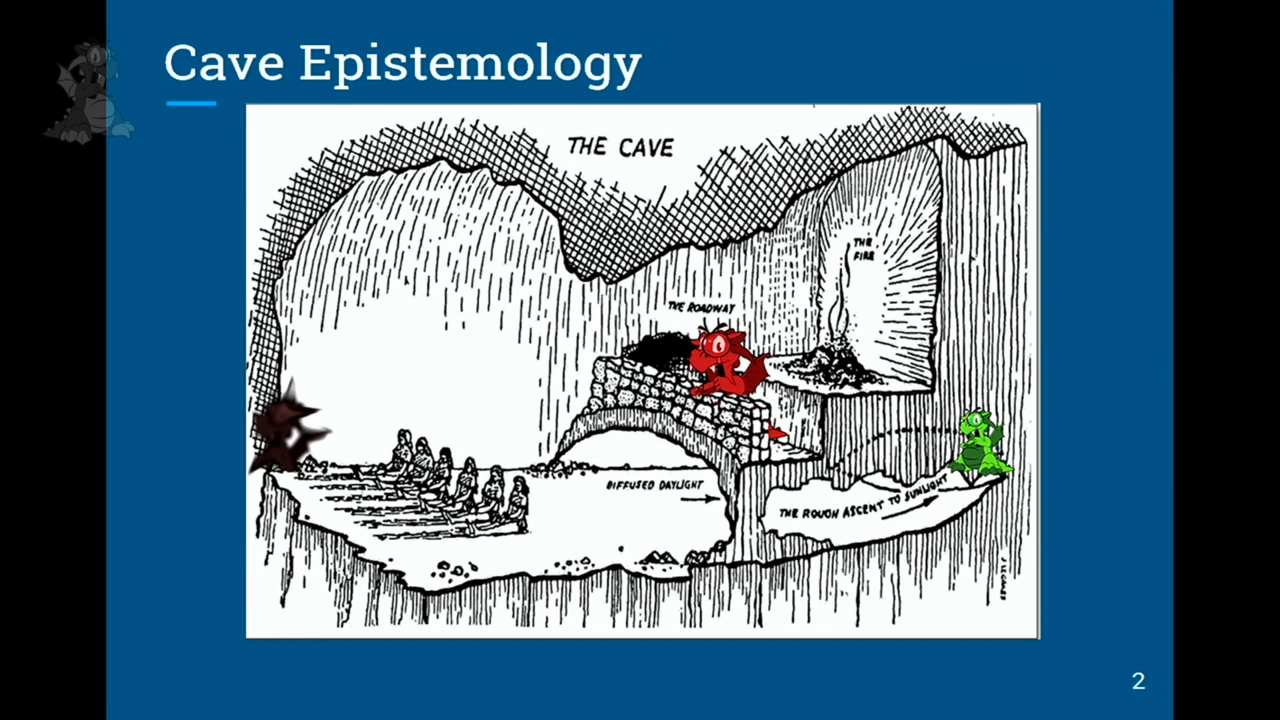 Cave Epistemology
THE CAVE
THE
FIRE
THE ROADWAY
DIFFUSED DAYLIGHT
THE ROUGH ASCENT TO SUNLIGHT
2